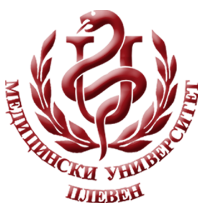 МЕДИЦИНСКИ УНИВЕРСИТЕТ
ПЛЕВЕН